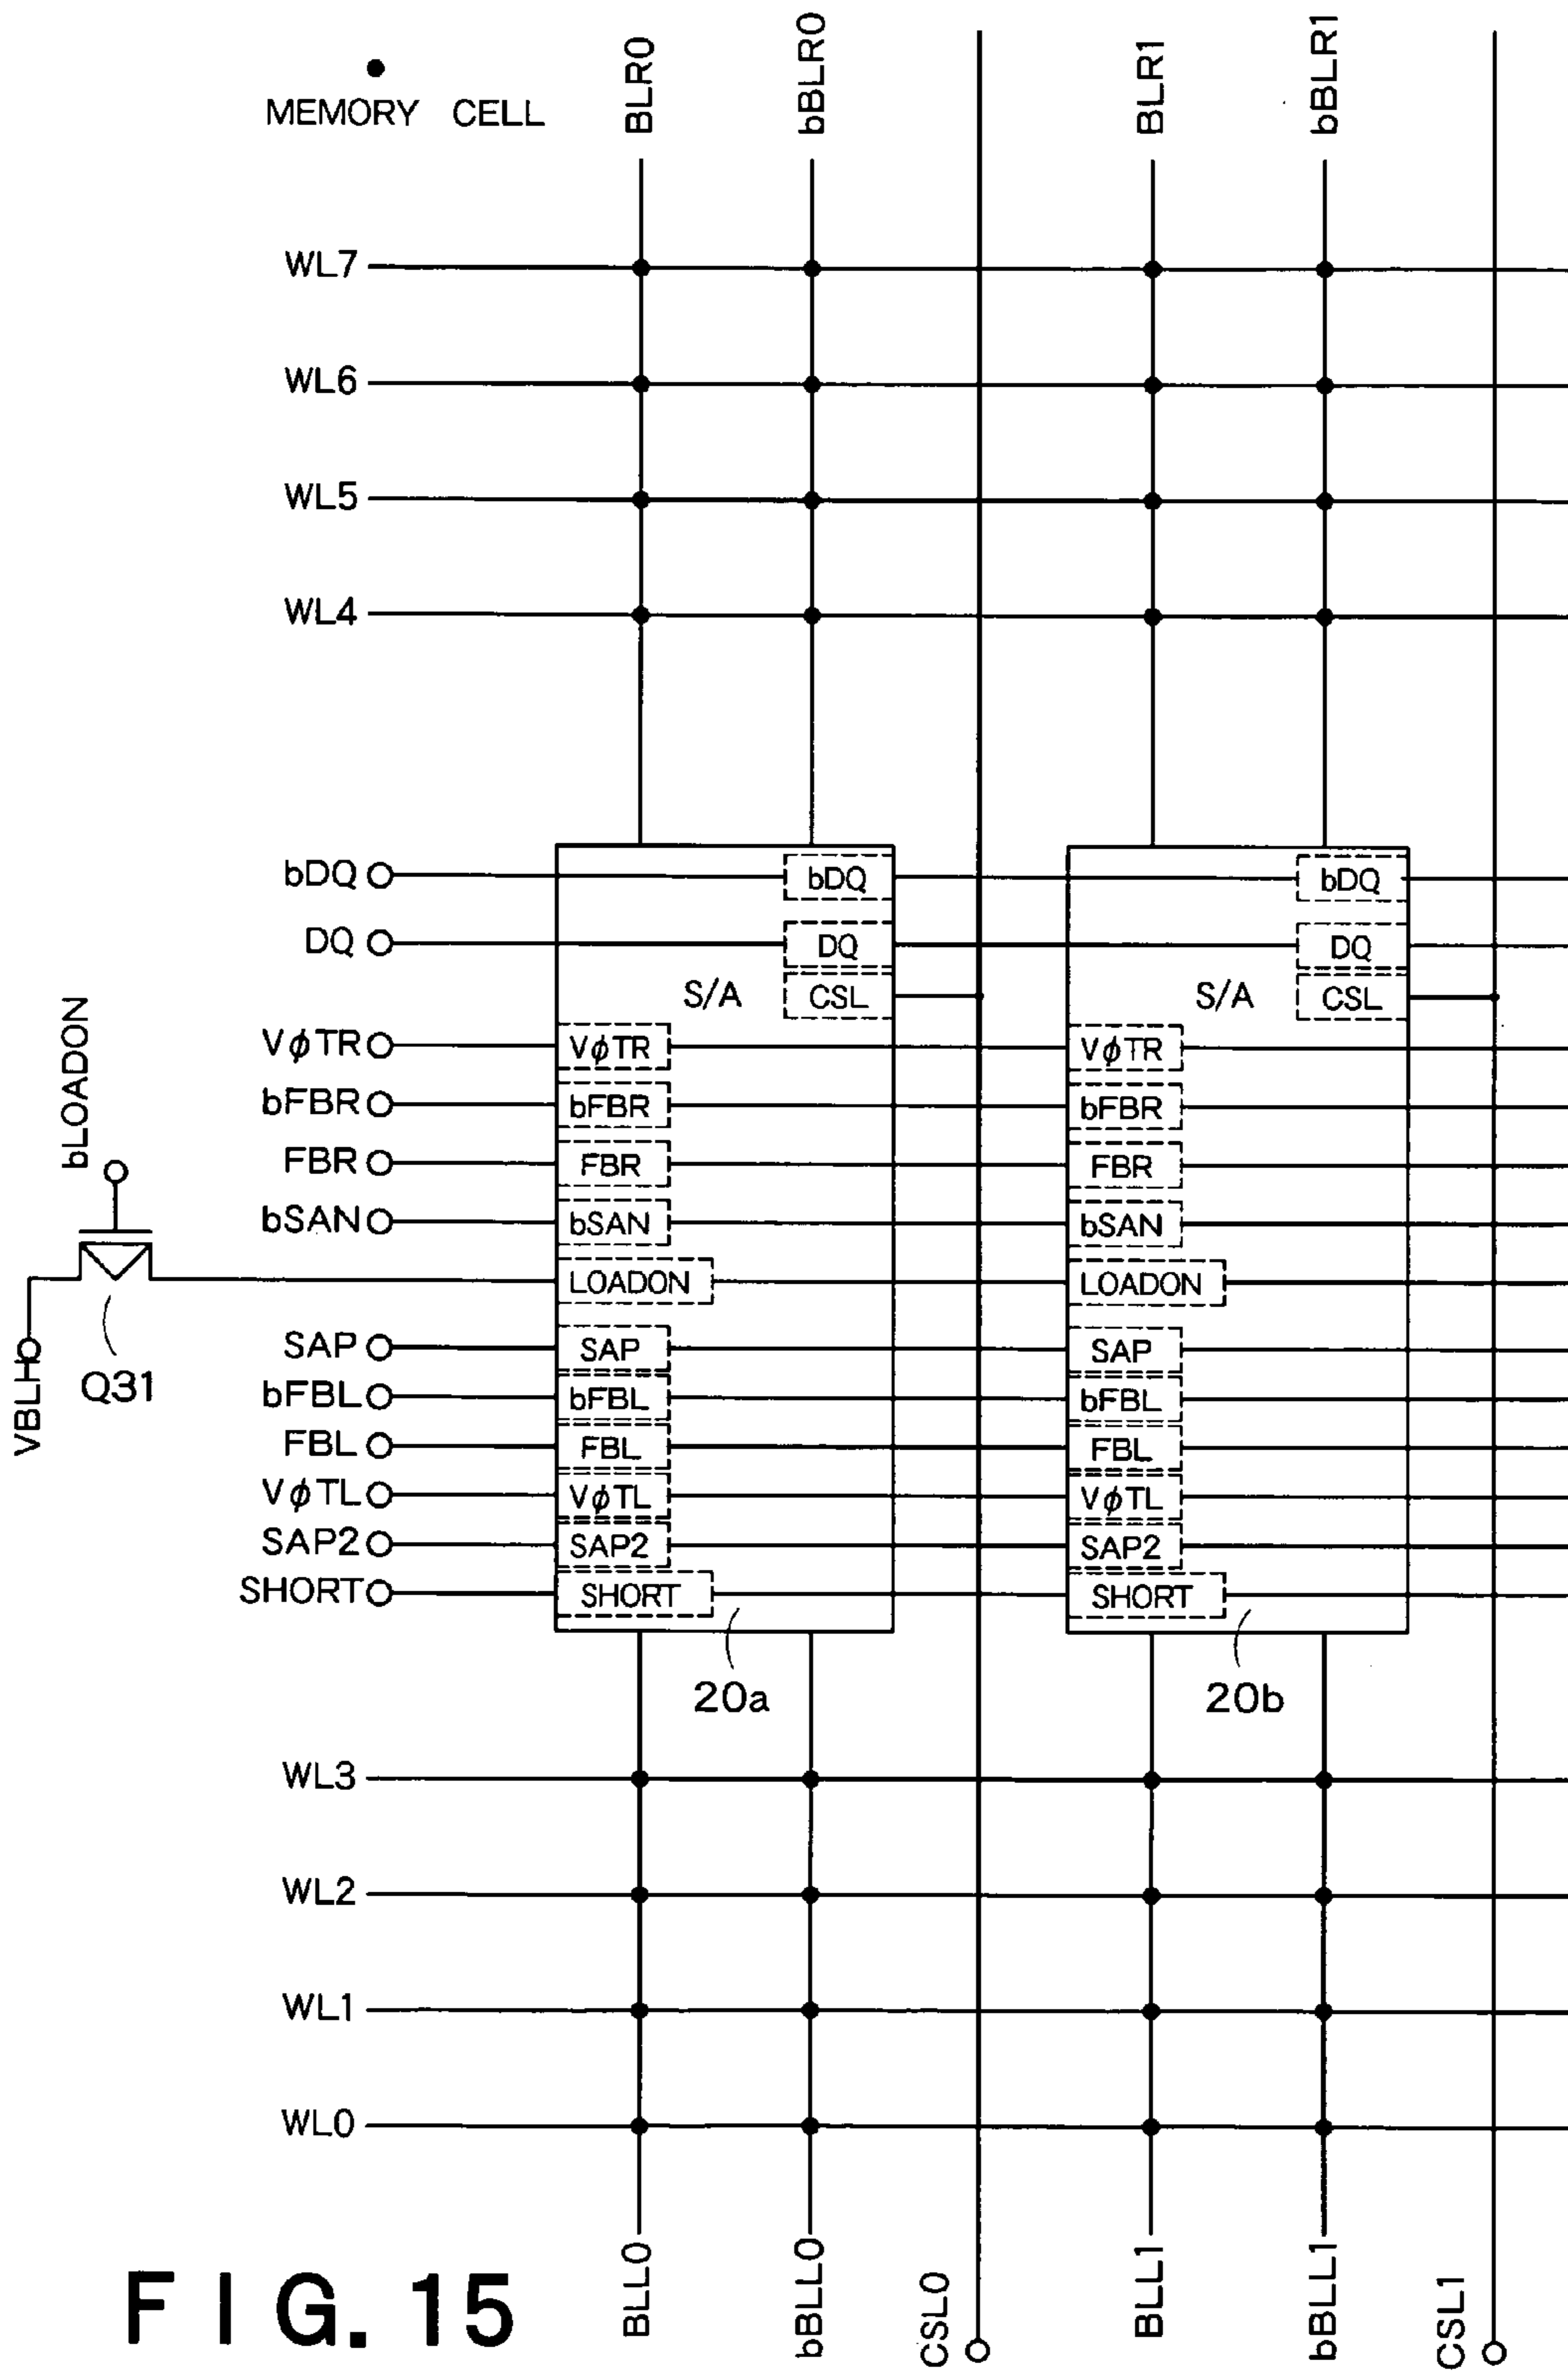 BLR0
bBLR0
BLR1
bBLR1
MEMORY CELL
WL7
WL6
WL5
WL4
bDQ bDQ bDQ
DQ DQ DQ
S/A CSL S/A CSL
VφTR VφTR VφTR
bFBR bFBR bFBR
bLOADON
FBR FBR FBR
bSAN bSAN bSAN
LOADON LOADON
SAP SAP SAP
VBLH
Q31
bFBL bFBL bFBL
FBL FBL FBL
VφTL VφTL VφTL
SAP2 SAP2 SAP2
SHORT SHORT SHORT
20a 20b
WL3
WL2
WL1
WL0
BLL0
bBLL0
CSL0
BLL1
bBLL1
CSL1
FIG. 15